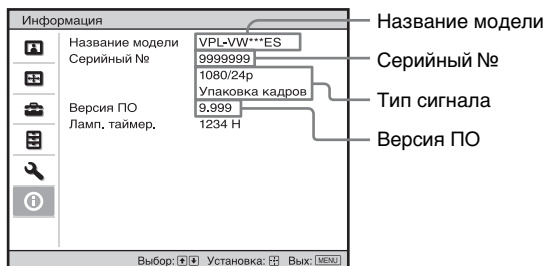 Информация
Название модели VPL-VW***ES
Серийный № 9999999
1080/24p
Упаковка кадров
Версия ПО 9.999
Ламп. таймер. 1234 H
Выбор: Установка: Вых: MENU
Название модели
Серийный №
Тип сигнала
Версия ПО